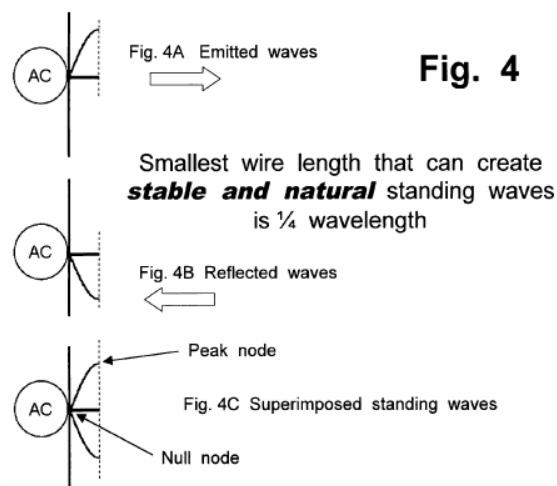 Fig. 4A Emitted waves
Fig. 4
AC
Smallest wire length that can create
stable and natural standing waves
is ¼ wavelength
AC
Fig. 4B Reflected waves
Peak node
AC
Fig. 4C Superimposed standing waves
Null node